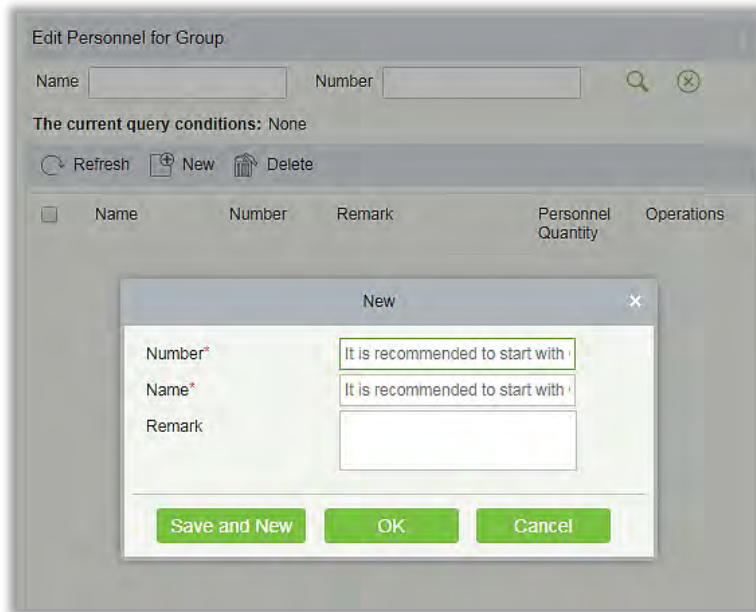 Edit Personnel for Group
Name Number
The current query conditions: None
Refresh New Delete
Name Number Remark Personnel Quantity Operations
New
Number* It is recommended to start with
Name* It is recommended to start with
Remark
Save and New OK Cancel